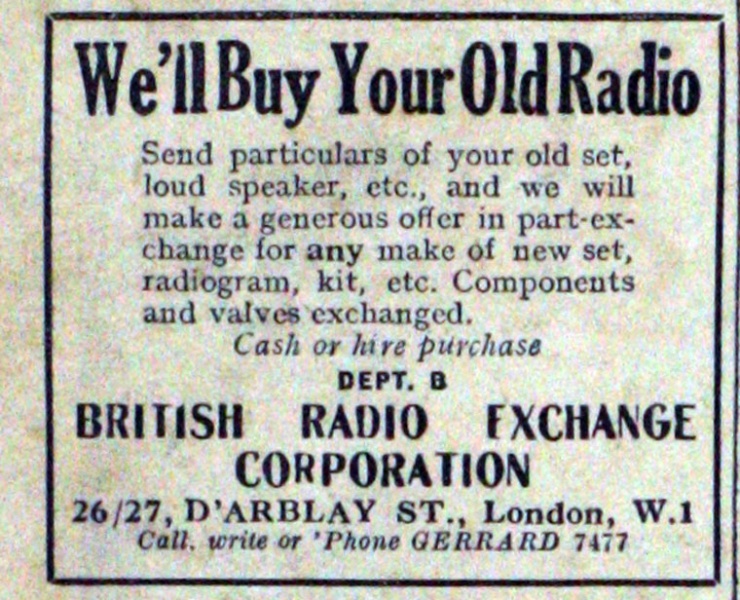 We'll Buy Your Old Radio
Send particulars of your old set,
loud speaker, etc., and we will
make a generous offer in part-ex-
change for any make of new set,
radiogram, kit, etc. Components
and valves exchanged.
Cash or hire purchase
DEPT. B
BRITISH RADIO EXCHANGE
CORPORATION
26/27, D'ARBLAY ST., London, W.1
Call, write or 'Phone GERRARD 7477